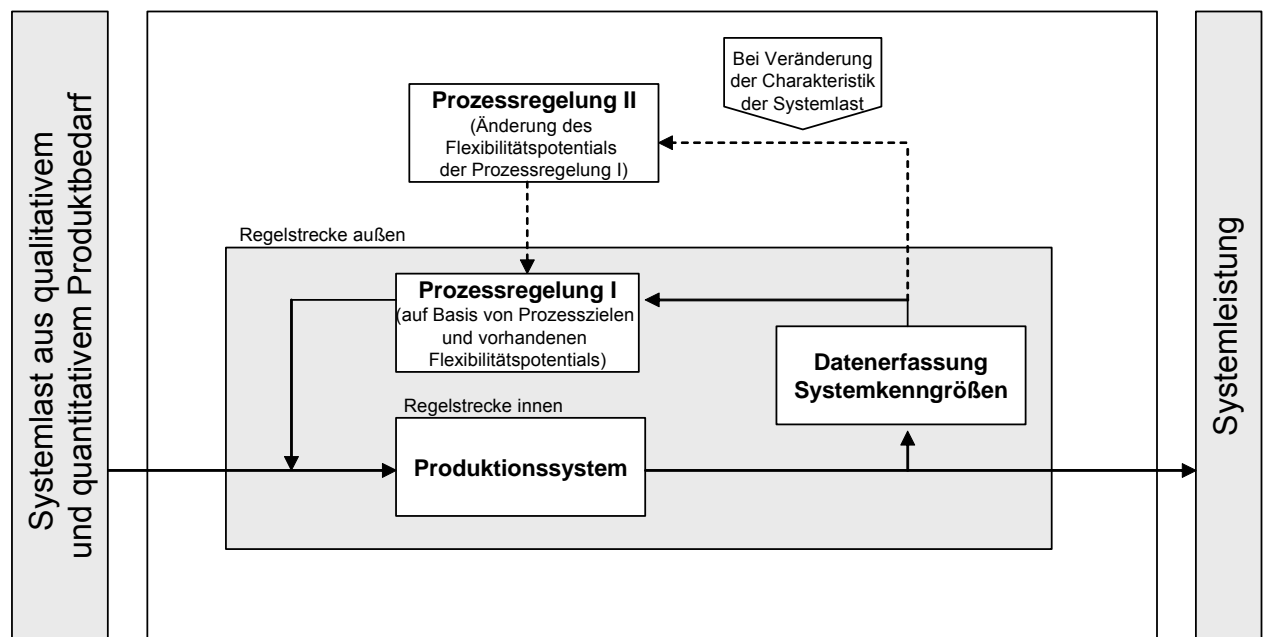 Systemlast aus qualitativem
und quantitativem Produktbedarf
Bei Veränderung
der Charakteristik
der Systemlast
Prozessregelung II
(Änderung des
Flexibilitätspotentials
der Prozessregelung I)
Regelstrecke außen
Prozessregelung I
(auf Basis von Prozesszielen
und vorhandenen
Flexibilitätspotentials)
Datenerfassung
Systemkenngrößen
Regelstrecke innen
Produktionssystem
Systemleistung